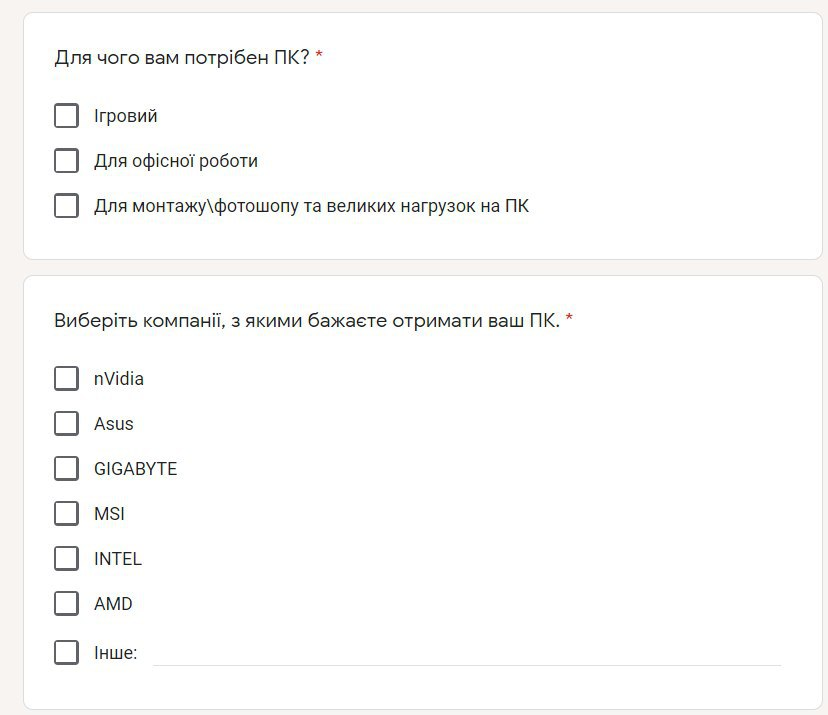 Для чого вам потрібен ПК? *
Ігровий
Для офісної роботи
Для монтажу\фотошопу та великих нагрузок на ПК
Виберіть компанії, з якими бажаєте отримати ваш ПК. *
nVidia
Asus
GIGABYTE
MSI
INTEL
AMD
Інше: